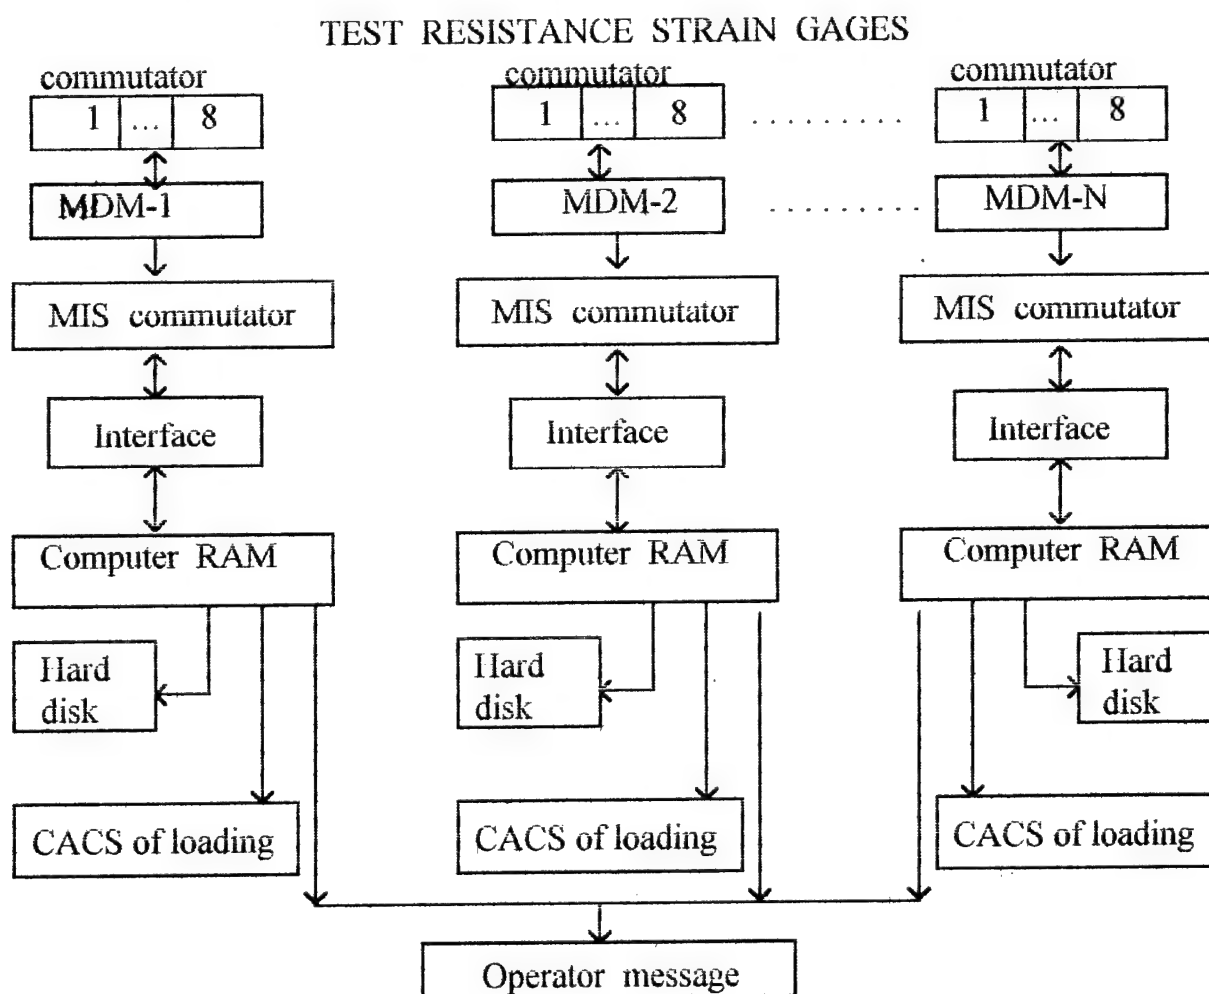 TEST RESISTANCE STRAIN GAGES
commutator commutator commutator
1 ... 8 1 ... 8 ......... 1 ... 8
MDM-1 MDM-2 ......... MDM-N
MIS commutator MIS commutator MIS commutator
Interface Interface Interface
Computer RAM Computer RAM Computer RAM
Hard Hard Hard
disk disk disk
CACS of loading CACS of loading CACS of loading
Operator message